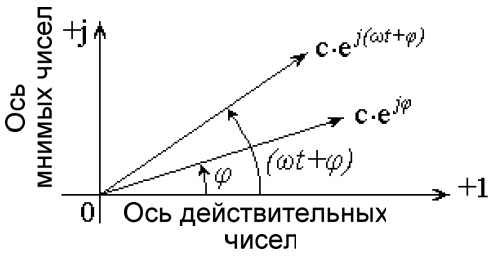 +j
c·e^{j(ωt+φ)}
Ось
мнимых чисел
c·e^{jφ}
φ
(ωt+φ)
+1
0
Ось действительных
чисел